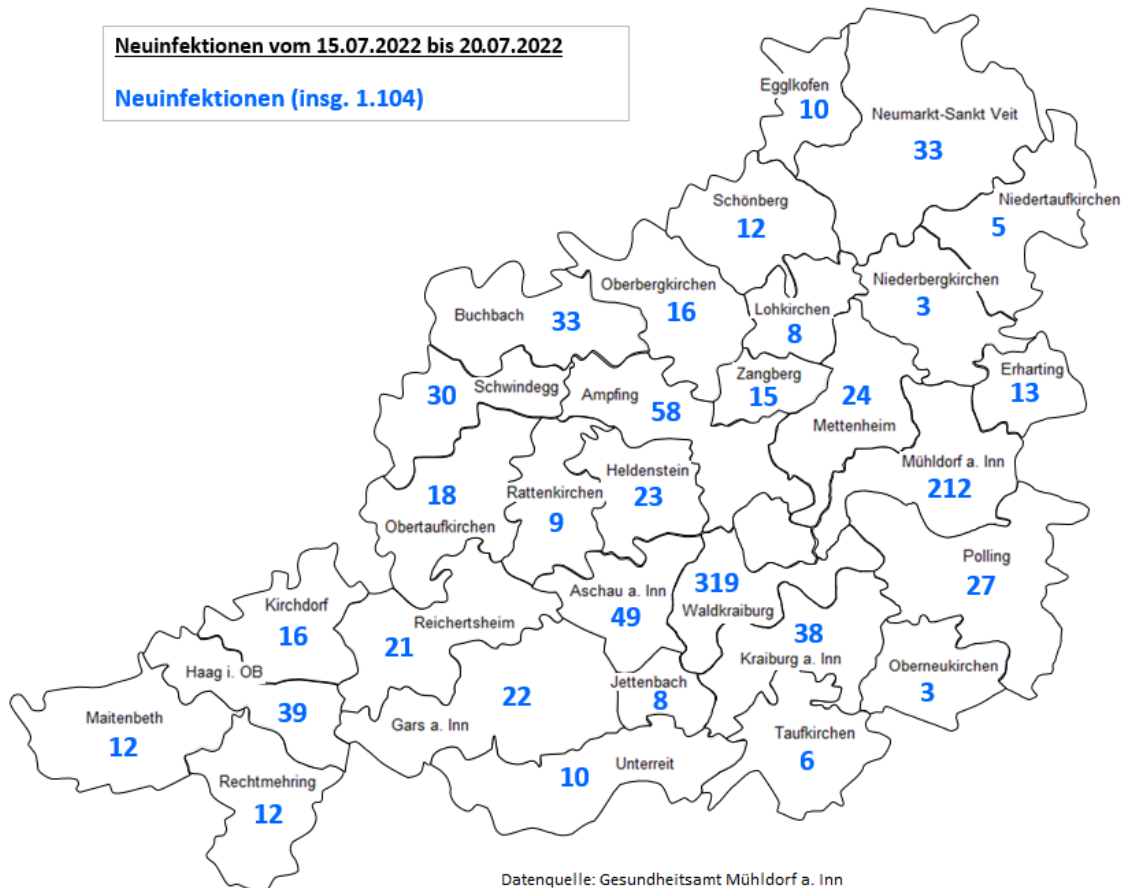 Neuinfektionen vom 15.07.2022 bis 20.07.2022
Neuinfektionen (insg. 1.104)
Egglkofen
10
Neumarkt-Sankt Veit
33
Schönberg
12
Niedertaufkirchen
5
Oberbergkirchen
16
Niederbergkirchen
3
Buchbach
33
Lohkirchen
8
Schwindegg
30
Ampfing
58
Zangberg
15
24
Mettenheim
Erharting
13
18
Obertaufkirchen
Rattenkirchen
9
Heldenstein
23
Mühldorf a. Inn
212
Polling
27
Kirchdorf
16
Reichertsheim
21
Aschau a. Inn
49
319
Waldkraiburg
38
Kraiburg a. Inn
Oberneukirchen
3
Haag i. OB
39
Maitenbeth
12
Gars a. Inn
22
Jettenbach
8
Taufkirchen
6
Rechtmehring
12
Unterreit
10
Datenquelle: Gesundheitsamt Mühldorf a. Inn